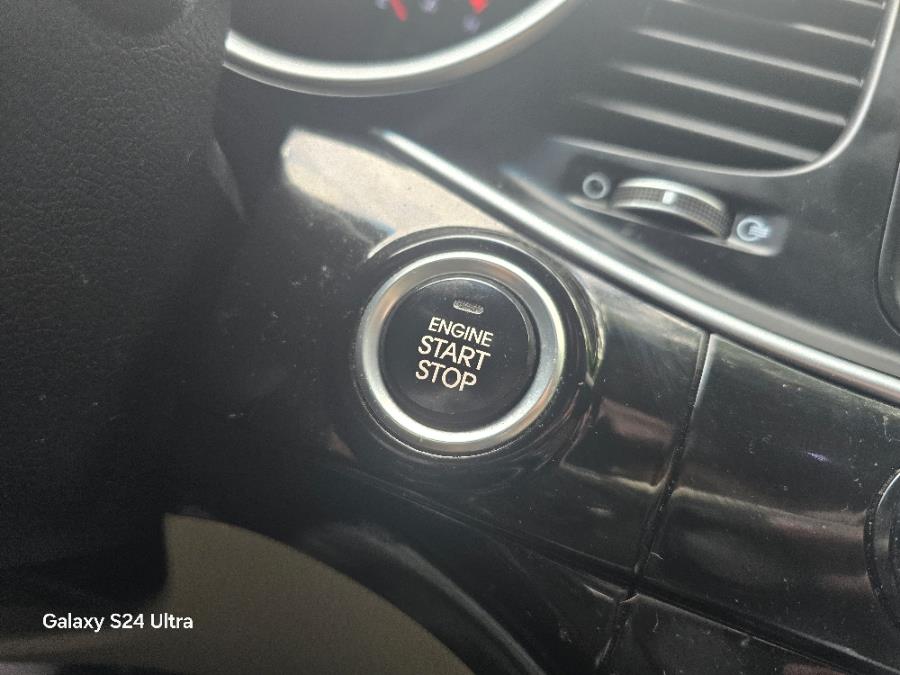 ENGINE
START
STOP
Galaxy S24 Ultra